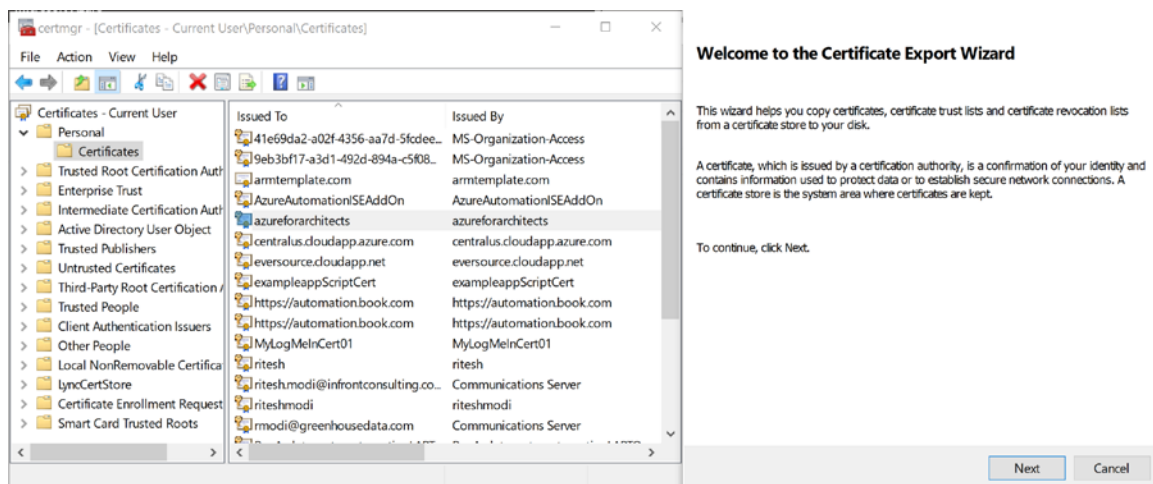 certmgr - [Certificates - Current User\Personal\Certificates]
File Action View Help
Certificates - Current User
Personal
Certificates
Trusted Root Certification Auth
Enterprise Trust
Intermediate Certification Auth
Active Directory User Object
Trusted Publishers
Untrusted Certificates
Third-Party Root Certification
Trusted People
Client Authentication Issuers
Other People
Local NonRemovable Certifica
LyncCertStore
Certificate Enrollment Request
Smart Card Trusted Roots
Issued To Issued By
41e69da2-a02f-4356-aa7d-5fcdee... MS-Organization-Access
9eb3bf17-a3d1-492d-894a-c5f08... MS-Organization-Access
armtemplate.com armtemplate.com
AzureAutomationISEAddOn AzureAutomationISEAddOn
azureforarchitects azureforarchitects
centralus.cloudapp.azure.com centralus.cloudapp.azure.com
eversource.cloudapp.net eversource.cloudapp.net
exampleappScriptCert exampleappScriptCert
https://automation.book.com https://automation.book.com
https://automation.book.com https://automation.book.com
MyLogMeInCert01 MyLogMeInCert01
ritesh ritesh
ritesh.modi@infrontconsulting.co... Communications Server
riteshmodi riteshmodi
rmodi@greenhousedata.com Communications Server
Welcome to the Certificate Export Wizard
This wizard helps you copy certificates, certificate trust lists and certificate revocation lists
from a certificate store to your disk.
A certificate, which is issued by a certification authority, is a confirmation of your identity and
contains information used to protect data or to establish secure network connections. A
certificate store is the system area where certificates are kept.
To continue, click Next.
Next Cancel